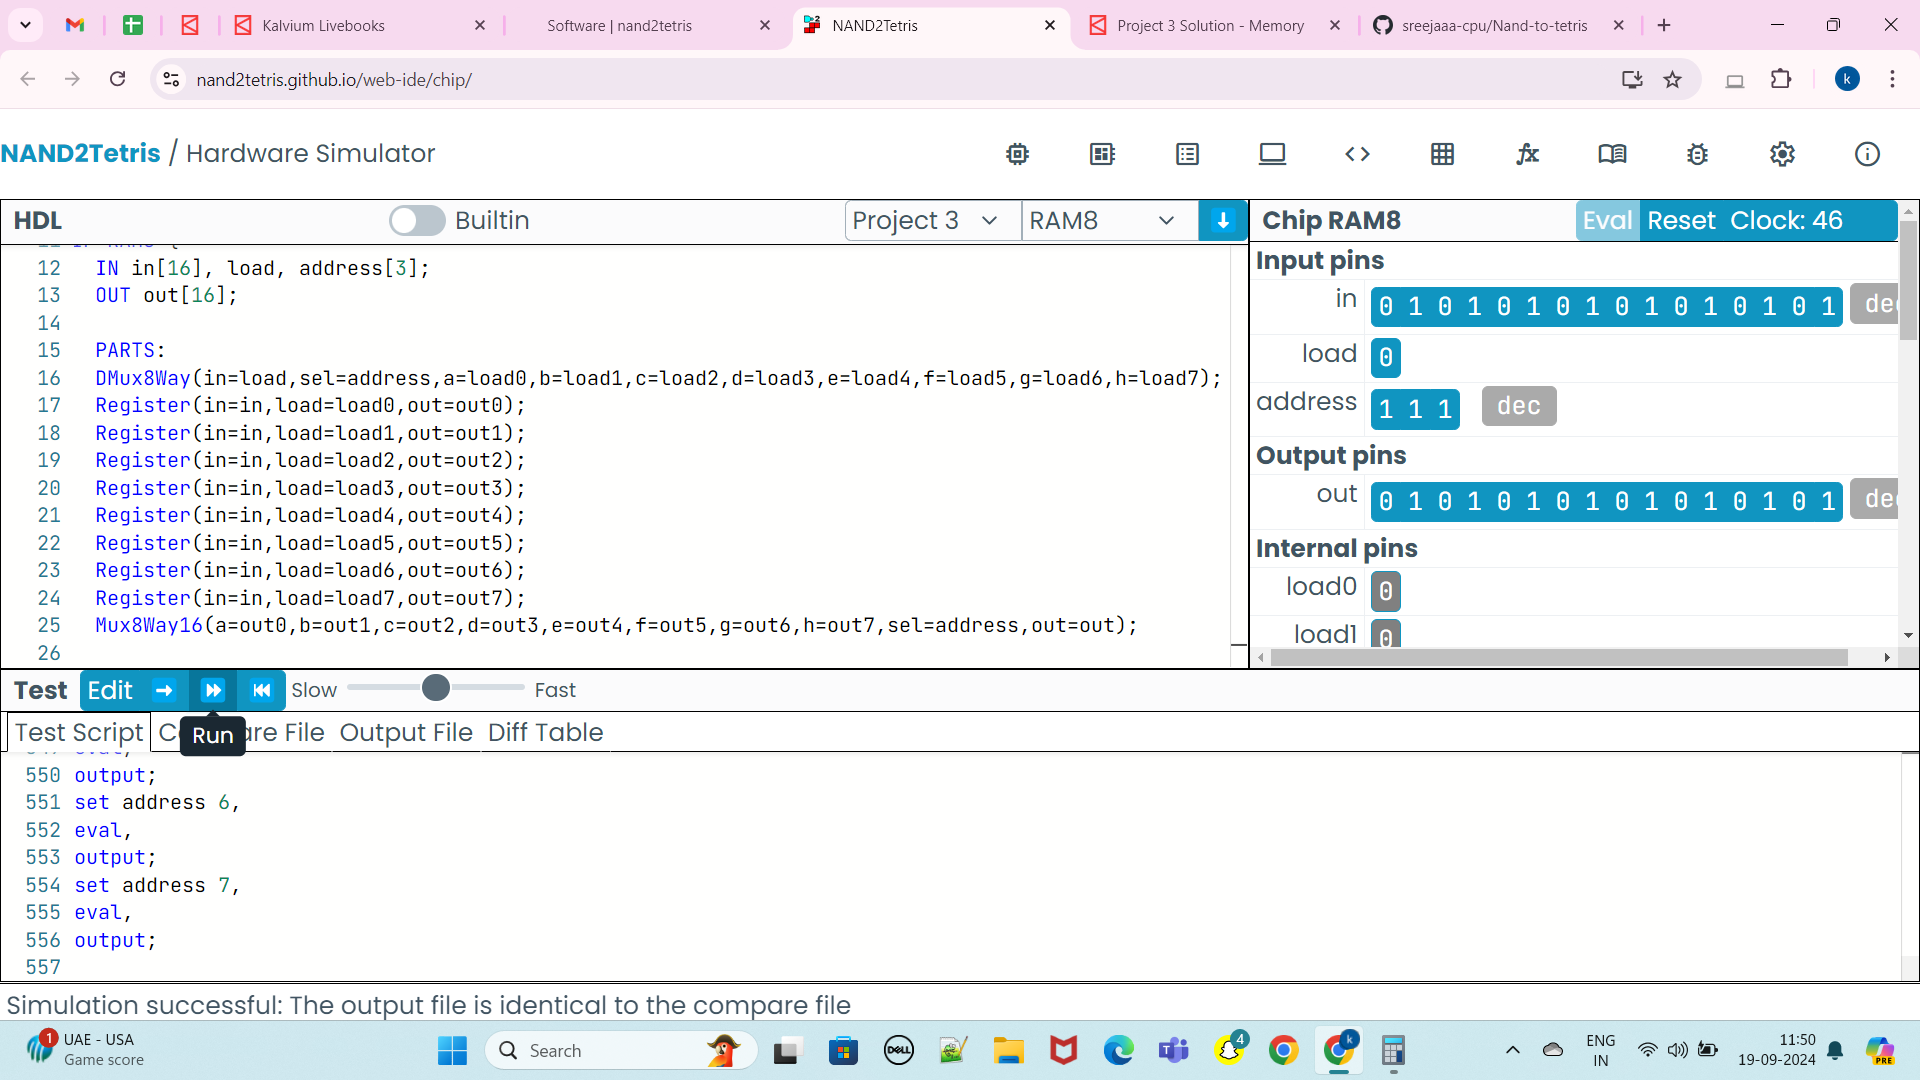 Kalvium Livebooks
Software | nand2tetris
NAND2Tetris
Project 3 Solution - Memory
sreejaaa-cpu/Nand-to-tetris
nand2tetris.github.io/web-ide/chip/
k
NAND2Tetris / Hardware Simulator
HDL
Builtin
Project 3
RAM8
Chip RAM8
Eval Reset Clock: 46
12 IN in[16], load, address[3];
13 OUT out[16];
14
15 PARTS:
16 DMux8Way(in=load,sel=address,a=load0,b=load1,c=load2,d=load3,e=load4,f=load5,g=load6,h=load7);
17 Register(in=in,load=load0,out=out0);
18 Register(in=in,load=load1,out=out1);
19 Register(in=in,load=load2,out=out2);
20 Register(in=in,load=load3,out=out3);
21 Register(in=in,load=load4,out=out4);
22 Register(in=in,load=load5,out=out5);
23 Register(in=in,load=load6,out=out6);
24 Register(in=in,load=load7,out=out7);
25 Mux8Way16(a=out0,b=out1,c=out2,d=out3,e=out4,f=out5,g=out6,h=out7,sel=address,out=out);
26
Input pins
in 0 1 0 1 0 1 0 1 0 1 0 1 0 1 0 1
load 0
address 1 1 1 dec
Output pins
out 0 1 0 1 0 1 0 1 0 1 0 1 0 1 0 1
Internal pins
load0 0
load1 0
Test Edit Slow Fast
Test Script Run are File Output File Diff Table
550 output;
551 set address 6,
552 eval,
553 output;
554 set address 7,
555 eval,
556 output;
557
Simulation successful: The output file is identical to the compare file
1
UAE - USA
Game score
Search
DELL
4
k
ENG
IN
11:50
19-09-2024
PRE